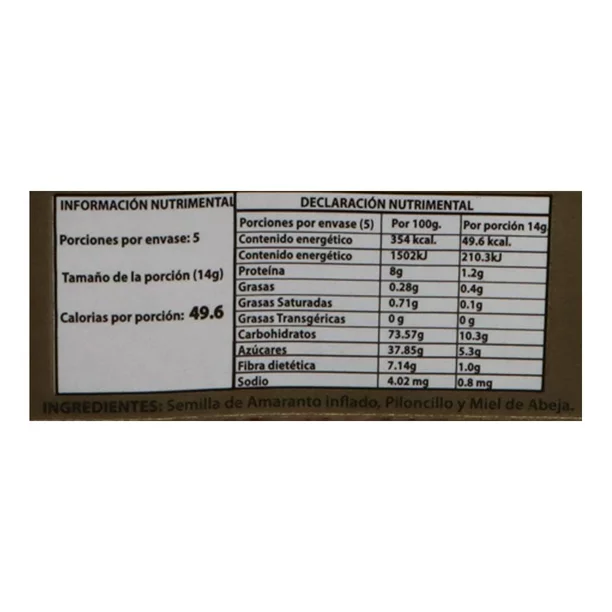 INFORMACIÓN NUTRIMENTAL
Porciones por envase: 5
Tamaño de la porción (14g)
Calorías por porción: 49.6
DECLARACIÓN NUTRIMENTAL
Porciones por envase (5) Por 100g. Por porción 14g
Contenido energético 354 kcal. 49.6 kcal.
Contenido energético 1502kJ 210.3kJ
Proteína 8g 1.2g
Grasas 0.28g 0.4g
Grasas Saturadas 0.71g 0.1g
Grasas Transgéricas 0 g 0 g
Carbohidratos 73.57g 10.3g
Azúcares 37.85g 5.3g
Fibra dietética 7.14g 1.0g
Sodio 4.02 mg 0.8 mg
INGREDIENTES: Semilla de Amaranto inflado, Piloncillo y Miel de Abeja.